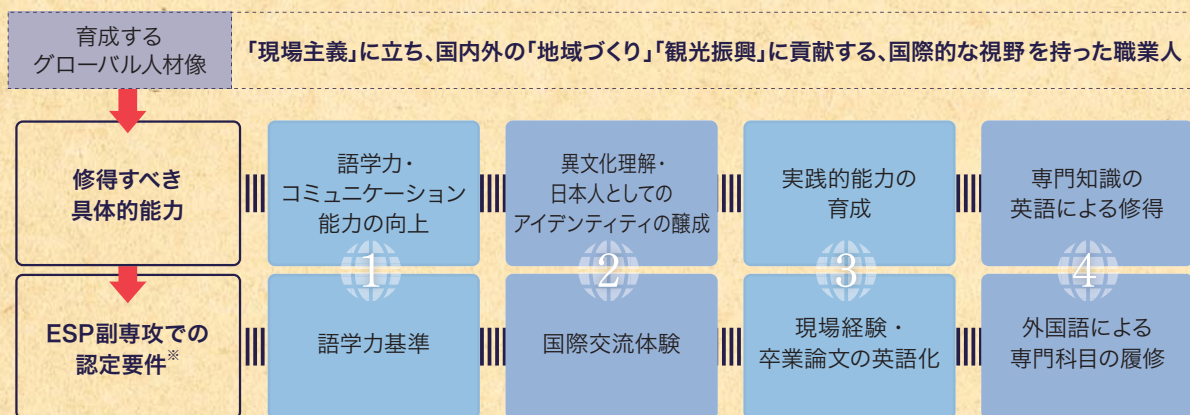 育成する
グローバル人材像
「現場主義」に立ち、国内外の「地域づくり」「観光振興」に貢献する、国際的な視野を持った職業人
修得すべき
具体的能力
語学力・
コミュニケーション
能力の向上
異文化理解・
日本人としての
アイデンティティの醸成
実践的能力の
育成
専門知識の
英語による修得
1
2
3
4
ESP副専攻での
認定要件※
語学力基準
国際交流体験
現場経験・
卒業論文の英語化
外国語による
専門科目の履修